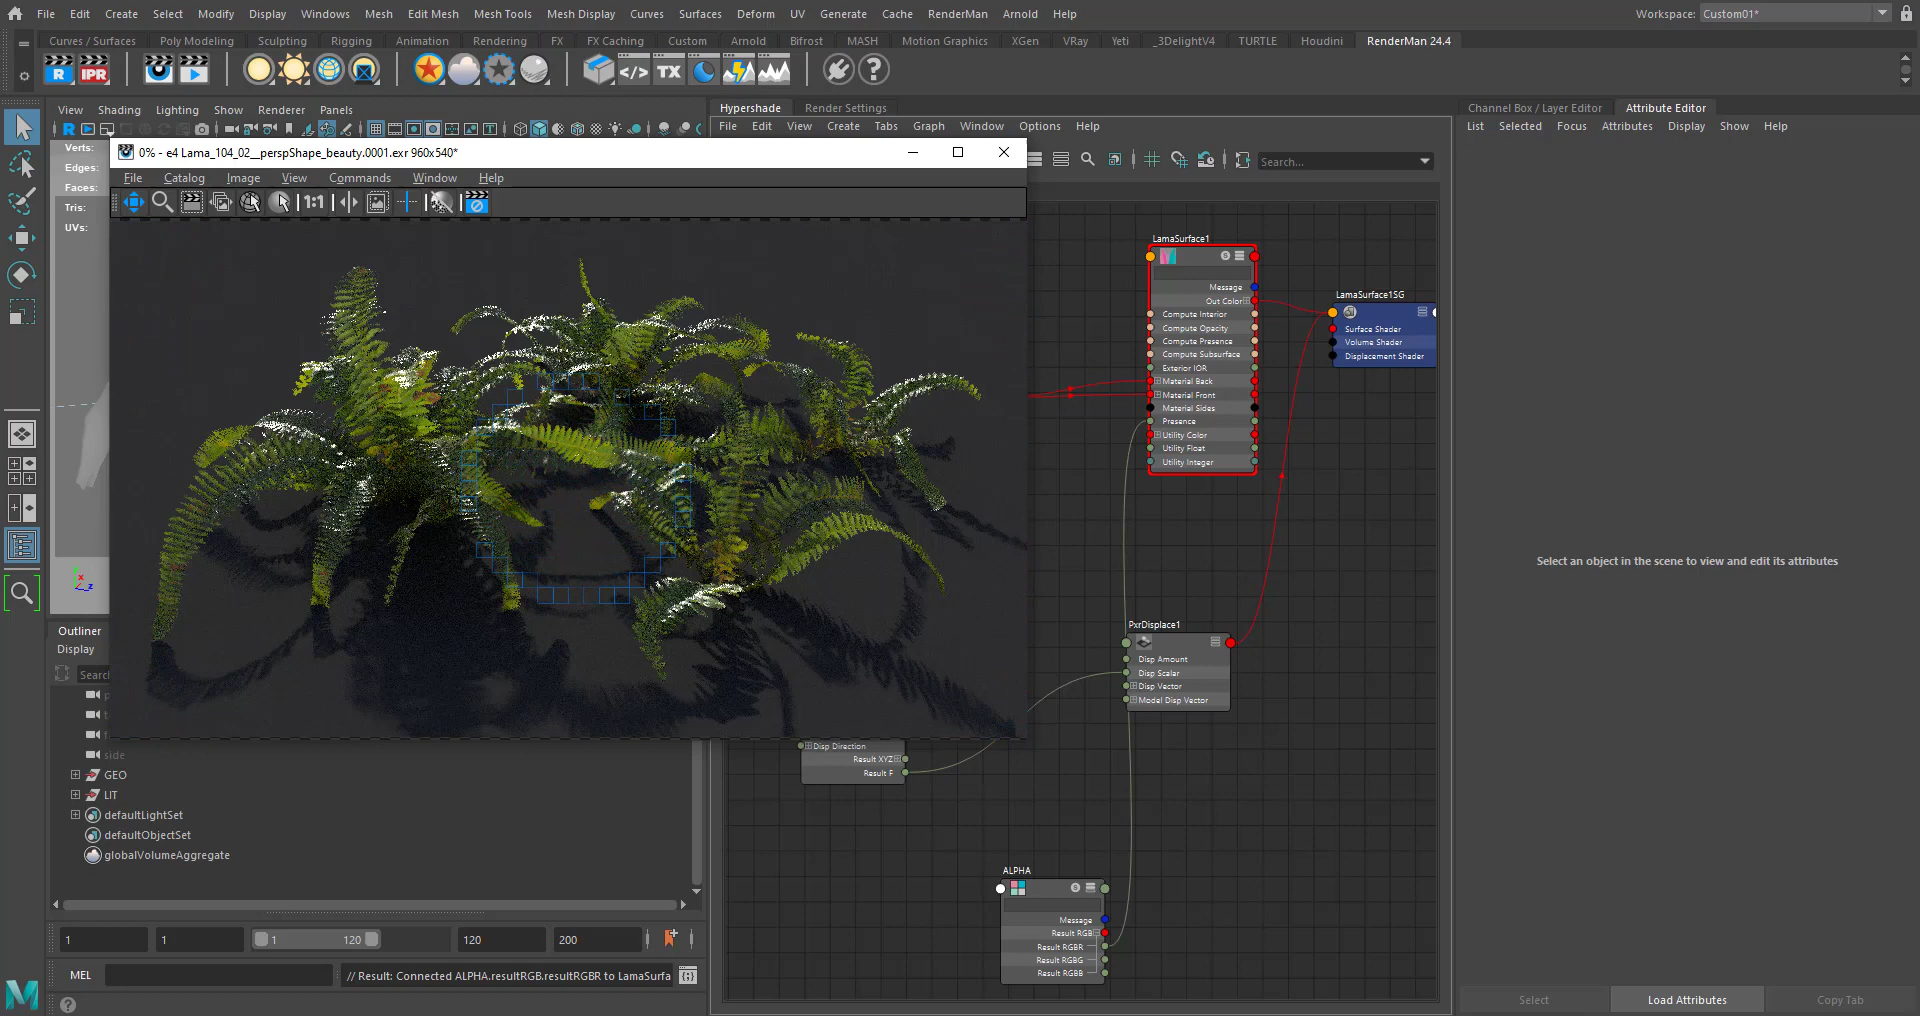 File Edit Create Select Modify Display Windows Mesh Edit Mesh Mesh Tools Mesh Display Curves Surfaces Deform UV Generate Cache RenderMan Arnold Help
Workspace: Custom01*
Curves / Surfaces Poly Modeling Sculpting Rigging Animation Rendering FX FX Caching Custom Arnold Bifrost MASH Motion Graphics XGen VRay Yeti _3DelightV4 TURTLE Houdini RenderMan 24.4
R IPR </> TX ?
View Shading Lighting Show Renderer Panels
Hypershade Render Settings
Channel Box / Layer Editor Attribute Editor
File Edit View Create Tabs Graph Window Options Help
List Selected Focus Attributes Display Show Help
Search...
Verts:
Edges:
Faces:
Tris:
UVs:
0% - e4 Lama_104_02__perspShape_beauty.0001.exr 960x540*
File Catalog Image View Commands Window Help
1:1
LamaSurface1
Message
Out Color
Compute Interior
Compute Opacity
Compute Presence
Compute Subsurface
Exterior IOR
Material Back
Material Front
Material Sides
Presence
Utility Color
Utility Float
Utility Integer
LamaSurface1SG
Surface Shader
Volume Shader
Displacement Shader
Select an object in the scene to view and edit its attributes
PxrDisplace1
Disp Amount
Disp Scalar
Disp Vector
Model Disp Vector
Disp Direction
Result XYZ
Result F
ALPHA
Message
Result RGB
Result RGBR
Result RGBG
Result RGBB
Outliner
Display
Searc
side
GEO
LIT
defaultLightSet
defaultObjectSet
globalVolumeAggregate
1 1 1 120 120 200
MEL
// Result: Connected ALPHA.resultRGB.resultRGBR to LamaSurfa
Select Load Attributes Copy Tab